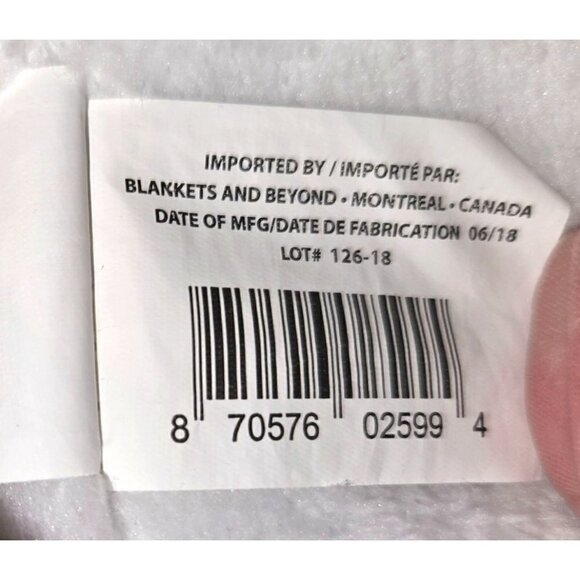 IMPORTED BY / IMPORTÉ PAR:
BLANKETS AND BEYOND • MONTREAL • CANADA
DATE OF MFG/DATE DE FABRICATION 06/18
LOT# 126-18
8 70576 02599 4